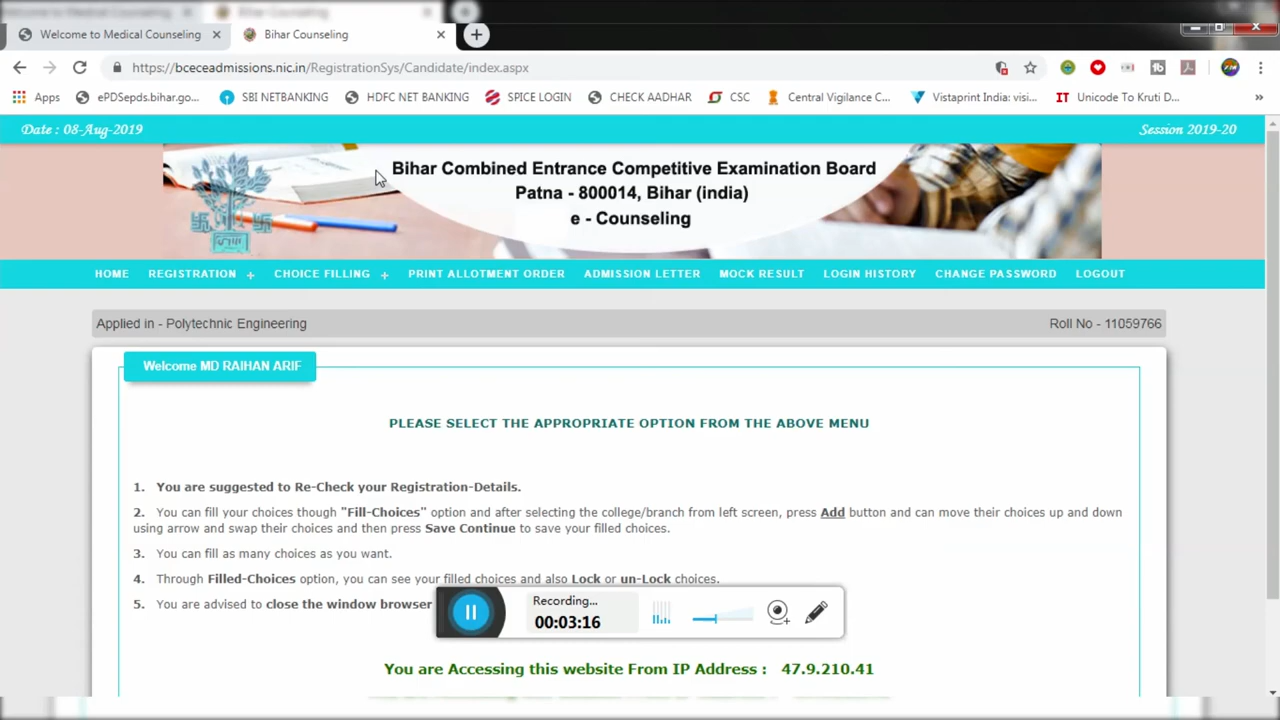 Welcome to Medical Counseling
Bihar Counseling
https://bceceadmissions.nic.in/RegistrationSys/Candidate/index.aspx
Apps ePDSepds.bihar.go... SBI NETBANKING HDFC NET BANKING SPICE LOGIN CHECK AADHAR CSC Central Vigilance C... Vistaprint India: visi... IT Unicode To Kruti D... »
Date : 08-Aug-2019
Session 2019-20
Bihar Combined Entrance Competitive Examination Board
Patna - 800014, Bihar (india)
e - Counseling
HOME REGISTRATION + CHOICE FILLING + PRINT ALLOTMENT ORDER ADMISSION LETTER MOCK RESULT LOGIN HISTORY CHANGE PASSWORD LOGOUT
Applied in - Polytechnic Engineering
Roll No - 11059766
Welcome MD RAIHAN ARIF
PLEASE SELECT THE APPROPRIATE OPTION FROM THE ABOVE MENU
1. You are suggested to Re-Check your Registration-Details.
2. You can fill your choices though "Fill-Choices" option and after selecting the college/branch from left screen, press Add button and can move their choices up and down
using arrow and swap their choices and then press Save Continue to save your filled choices.
3. You can fill as many choices as you want.
4. Through Filled-Choices option, you can see your filled choices and also Lock or un-Lock choices.
5. You are advised to close the window browser
Recording...
00:03:16
You are Accessing this website From IP Address : 47.9.210.41